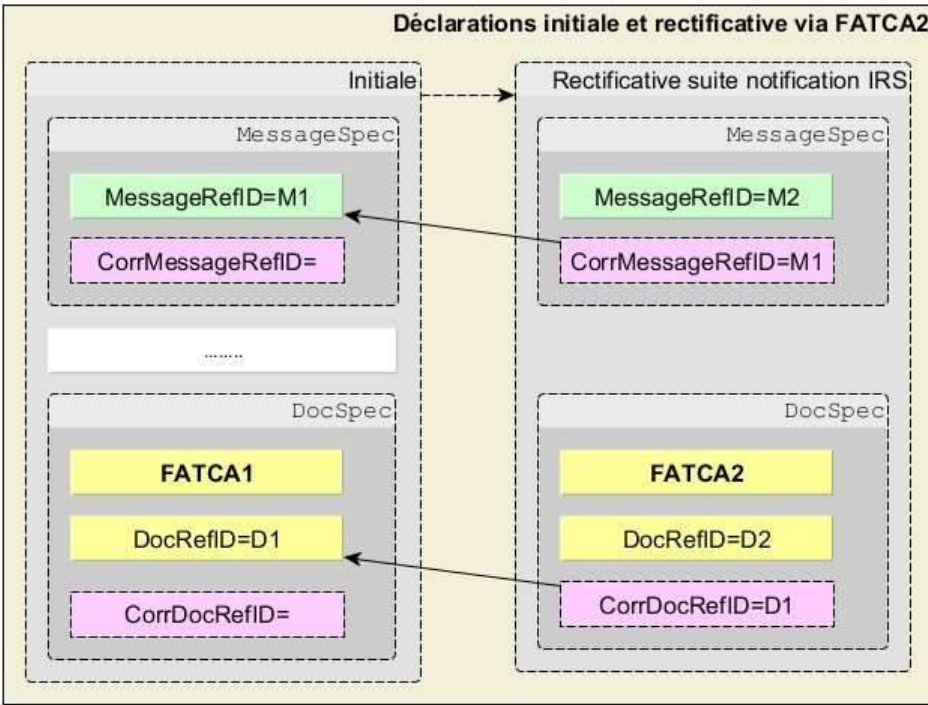 Déclarations initiale et rectificative via FATCA2
Initiale
MessageSpec
MessageRefID=M1
CorrMessageRefID=
........
DocSpec
FATCA1
DocRefID=D1
CorrDocRefID=
Rectificative suite notification IRS
MessageSpec
MessageRefID=M2
CorrMessageRefID=M1
DocSpec
FATCA2
DocRefID=D2
CorrDocRefID=D1